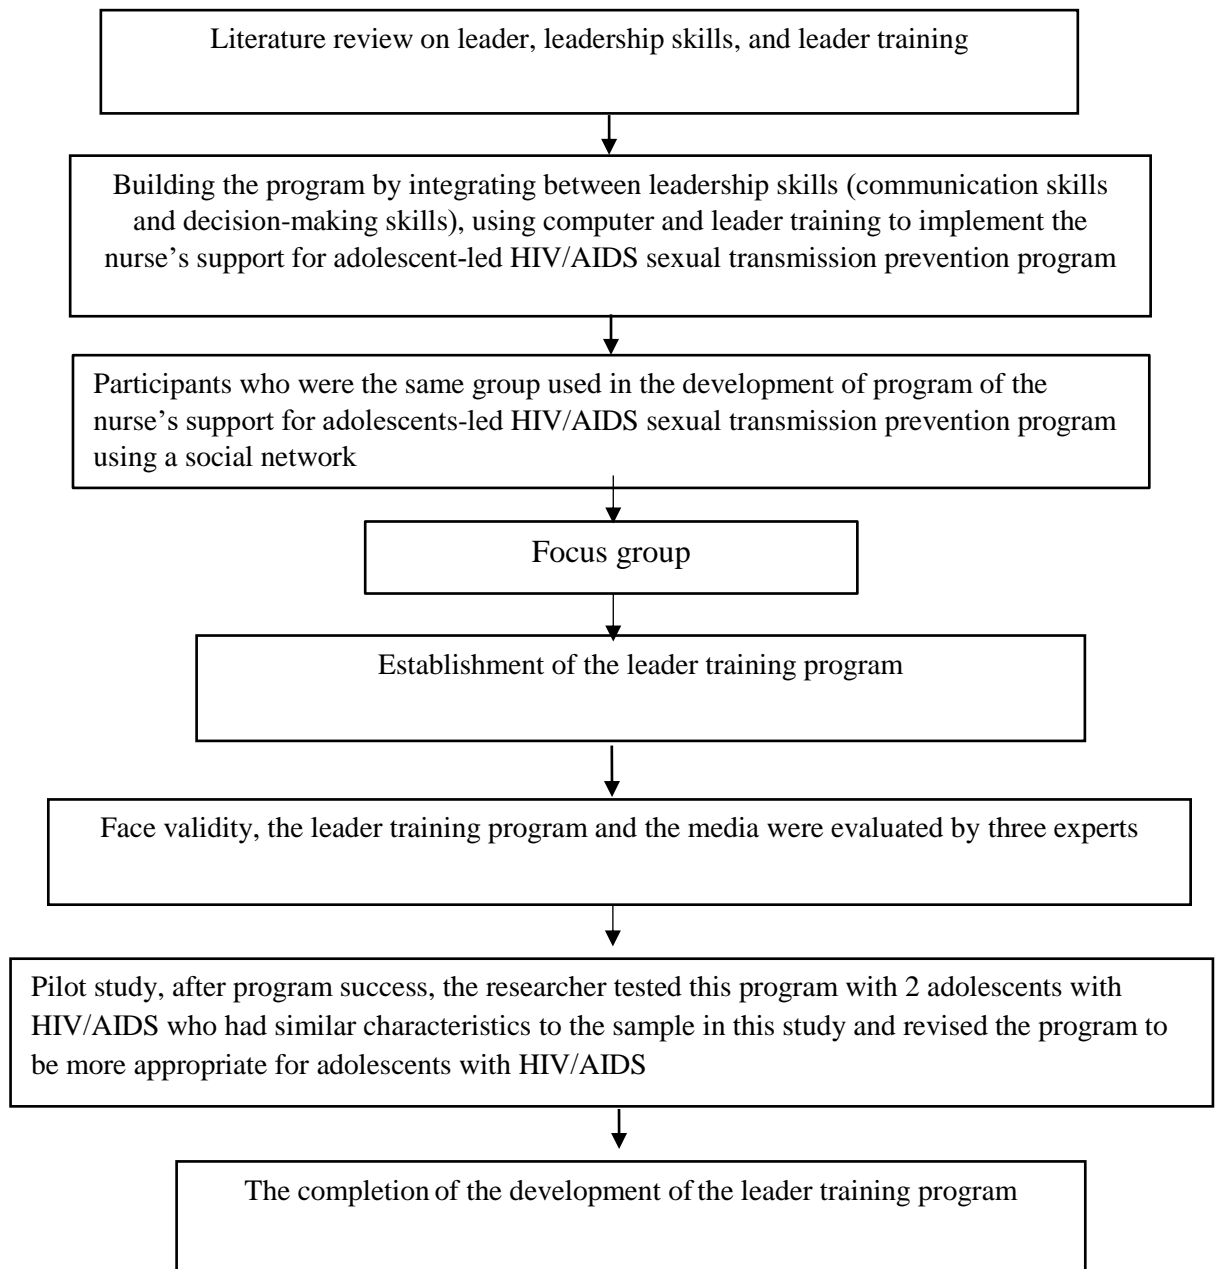 Literature review on leader, leadership skills, and leader training
Building the program by integrating between leadership skills (communication skills
and decision-making skills), using computer and leader training to implement the
nurse’s support for adolescent-led HIV/AIDS sexual transmission prevention program
Participants who were the same group used in the development of program of the
nurse’s support for adolescents-led HIV/AIDS sexual transmission prevention program
using a social network
Focus group
Establishment of the leader training program
Face validity, the leader training program and the media were evaluated by three experts
Pilot study, after program success, the researcher tested this program with 2 adolescents with
HIV/AIDS who had similar characteristics to the sample in this study and revised the program to
be more appropriate for adolescents with HIV/AIDS
The completion of the development of the leader training program